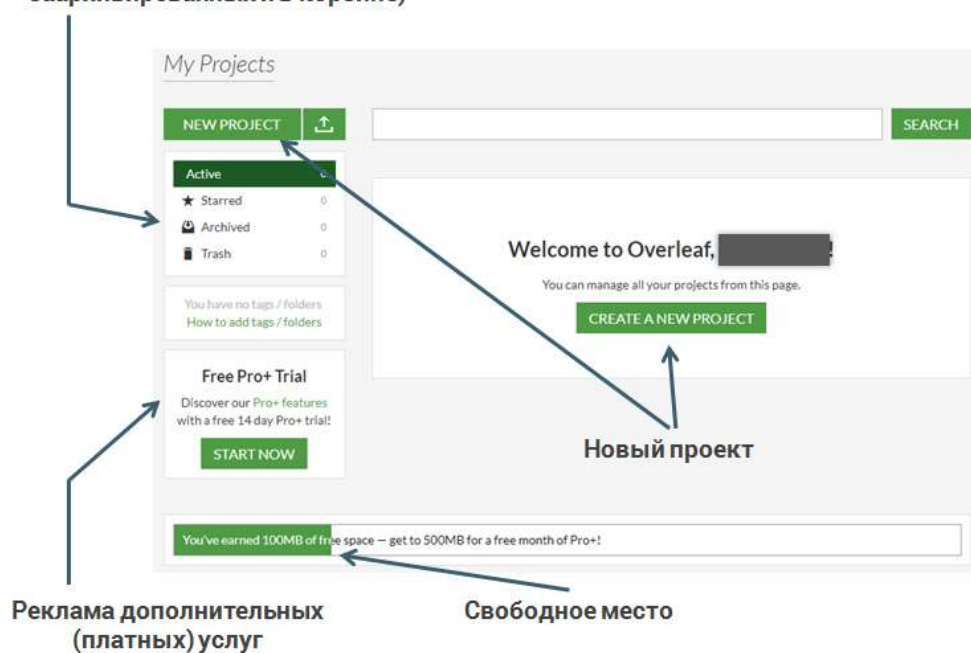 My Projects
NEW PROJECT
SEARCH
Active 0
Starred 0
Archived 0
Trash 0
Welcome to Overleaf, !
You can manage all your projects from this page.
CREATE A NEW PROJECT
You have no tags / folders
How to add tags / folders
Free Pro+ Trial
Discover our Pro+ features
with a free 14 day Pro+ trial!
START NOW
Новый проект
You've earned 100MB of free space — get to 500MB for a free month of Pro+!
Реклама дополнительных
(платных) услуг
Свободное место